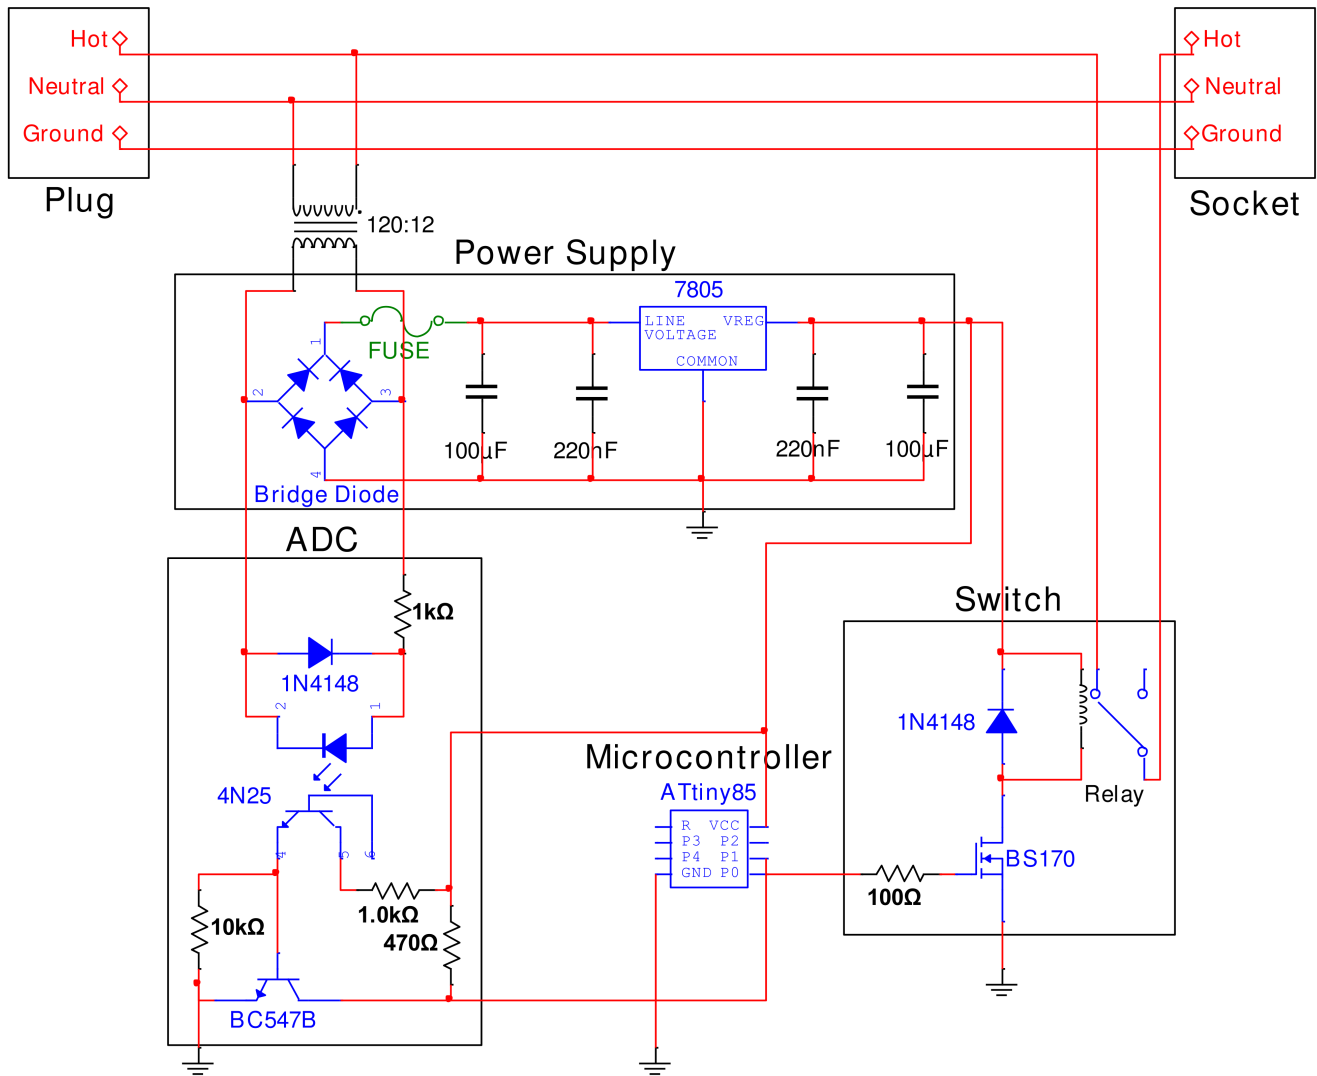 Hot
Neutral
Ground
Plug
Hot
Neutral
Ground
Socket
120:12
Power Supply
7805
LINE VREG
VOLTAGE
COMMON
FUSE
1
2
3
4
100µF
220nF
220nF
100µF
Bridge Diode
ADC
1kΩ
1N4148
2
1
4N25
4
5
6
1.0kΩ
10kΩ
470Ω
BC547B
Microcontroller
ATtiny85
R VCC
P3 P2
P4 P1
GND P0
Switch
1N4148
Relay
BS170
100Ω